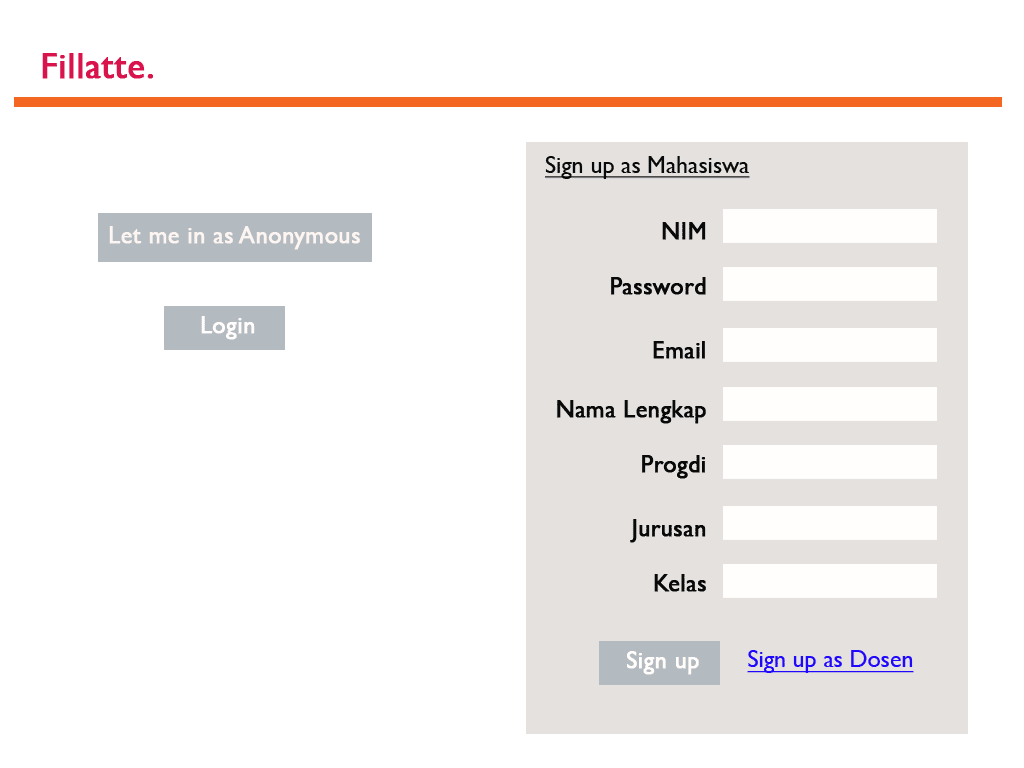 Fillatte.
Let me in as Anonymous
Login
Sign up as Mahasiswa
NIM
Password
Email
Nama Lengkap
Progdi
Jurusan
Kelas
Sign up
Sign up as Dosen